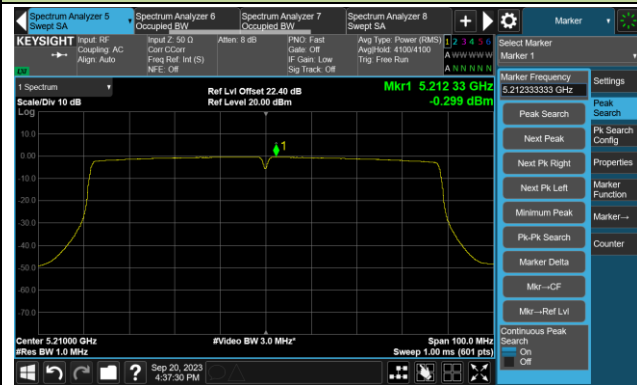 Spectrum Analyzer 5
Swept SA
Spectrum Analyzer 6
Occupied BW
Spectrum Analyzer 7
Occupied BW
Spectrum Analyzer 8
Swept SA
Marker
KEYSIGHT
Input: RF
Coupling: AC
Align: Auto
Input Z: 50 Ω
Corr CCorr
Freq Ref: Int (S)
NFE: Off
Atten: 8 dB
PNO: Fast
Gate: Off
IF Gain: Low
Sig Track: Off
Avg Type: Power (RMS)
Avg|Hold: 4100/4100
Trig: Free Run
1 2 3 4 5 6
A W W W W W
A N N N N N
Select Marker
Marker 1
1 Spectrum
Scale/Div 10 dB
Log
Ref Lvl Offset 22.40 dB
Ref Level 20.00 dBm
Mkr1 5.212 33 GHz
-0.299 dBm
1
10.0
0.00
-10.0
-20.0
-30.0
-40.0
-50.0
-60.0
-70.0
Center 5.21000 GHz
#Res BW 1.0 MHz
#Video BW 3.0 MHz*
Span 100.0 MHz
Sweep 1.00 ms (601 pts)
Marker Frequency
5.212333333 GHz
Peak Search
Next Peak
Next Pk Right
Next Pk Left
Minimum Peak
Pk-Pk Search
Marker Delta
Mkr→CF
Mkr→Ref Lvl
Continuous Peak
Search
On
Off
Settings
Peak
Search
Pk Search
Config
Properties
Marker
Function
Marker→
Counter
Sep 20, 2023
4:37:30 PM